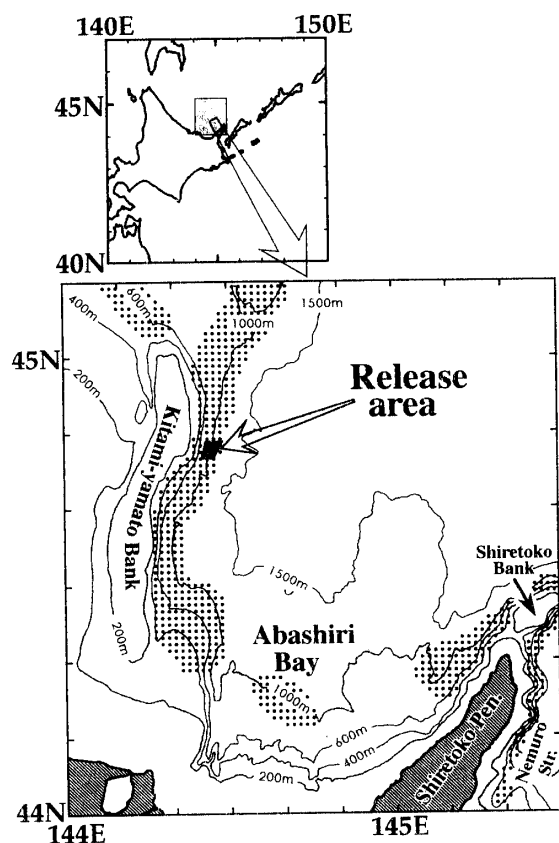 140E
150E
45N
40N
400m
600m
1000m
1500m
45N
200m
Release
area
Kitami-yamato Bank
Shiretoko
Bank
1500m
200m
Abashiri
Bay
1000m
600m
400m
200m
Shiretoko Pen.
Nemuro
Str.
44N
144E
145E